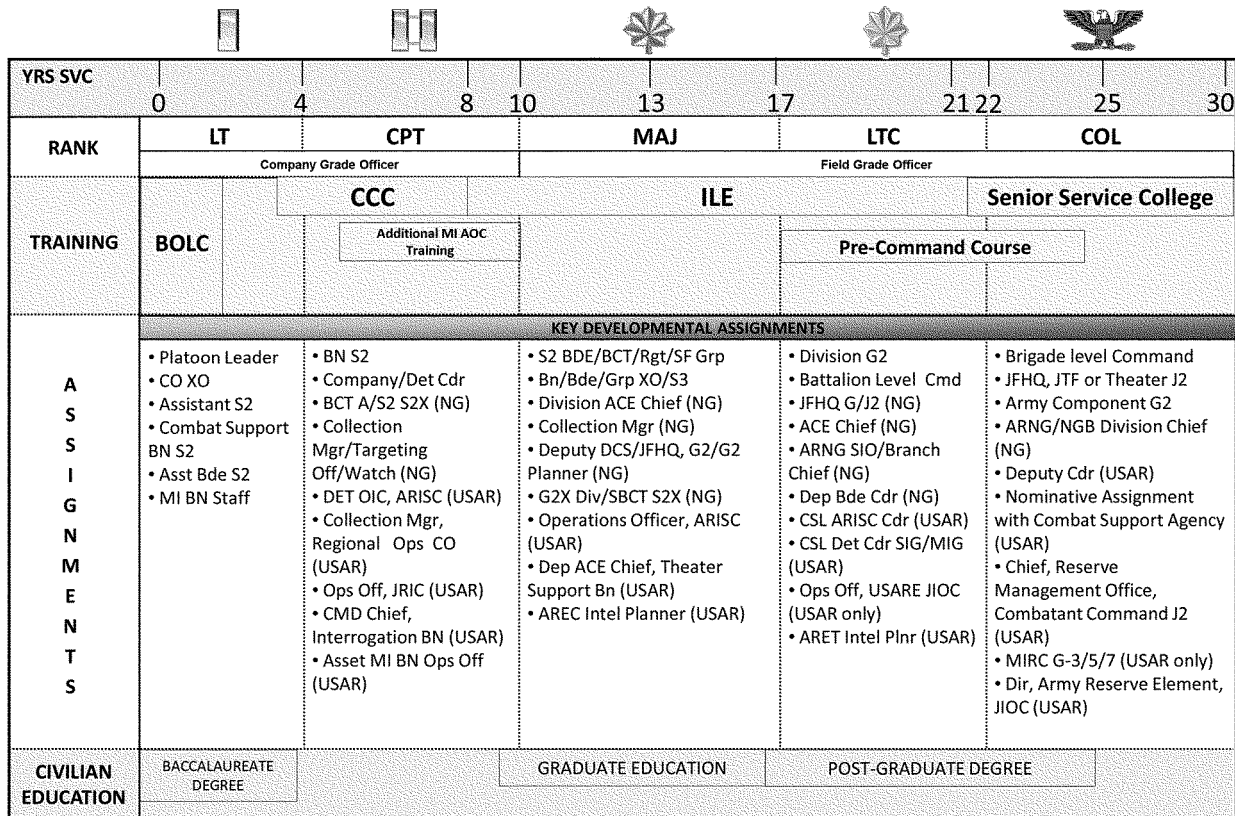 YRS SVC
0 4 8 10 13 17 21 22 25 30
RANK
LT CPT MAJ LTC COL
Company Grade Officer Field Grade Officer
TRAINING
BOLC
CCC
Additional MI AOC
Training
ILE
Pre-Command Course
Senior Service College
KEY DEVELOPMENTAL ASSIGNMENTS
A
S
S
I
G
N
M
E
N
T
S
• Platoon Leader
• CO XO
• Assistant S2
• Combat Support
BN S2
• Asst Bde S2
• MI BN Staff
• BN S2
• Company/Det Cdr
• BCT A/S2 S2X (NG)
• Collection
Mgr/Targeting
Off/Watch (NG)
• DET OIC, ARISC (USAR)
• Collection Mgr,
Regional Ops CO
(USAR)
• Ops Off, JRIC (USAR)
• CMD Chief,
Interrogation BN (USAR)
• Asset MI BN Ops Off
(USAR)
• S2 BDE/BCT/Rgt/SF Grp
• Bn/Bde/Grp XO/S3
• Division ACE Chief (NG)
• Collection Mgr (NG)
• Deputy DCS/JFHQ, G2/G2
Planner (NG)
• G2X Div/SBCT S2X (NG)
• Operations Officer, ARISC
(USAR)
• Dep ACE Chief, Theater
Support Bn (USAR)
• AREC Intel Planner (USAR)
• Division G2
• Battalion Level Cmd
• JFHQ G/J2 (NG)
• ACE Chief (NG)
• ARNG SIO/Branch
Chief (NG)
• Dep Bde Cdr (NG)
• CSL ARISC Cdr (USAR)
• CSL Det Cdr SIG/MIG
(USAR)
• Ops Off, USARE JIOC
(USAR only)
• ARET Intel Plnr (USAR)
• Brigade level Command
• JFHQ, JTF or Theater J2
• Army Component G2
• ARNG/NGB Division Chief
(NG)
• Deputy Cdr (USAR)
• Nominative Assignment
with Combat Support Agency
(USAR)
• Chief, Reserve
Management Office,
Combatant Command J2
(USAR)
• MIRC G-3/5/7 (USAR only)
• Dir, Army Reserve Element,
JIOC (USAR)
CIVILIAN
EDUCATION
BACCALAUREATE
DEGREE
GRADUATE EDUCATION
POST-GRADUATE DEGREE